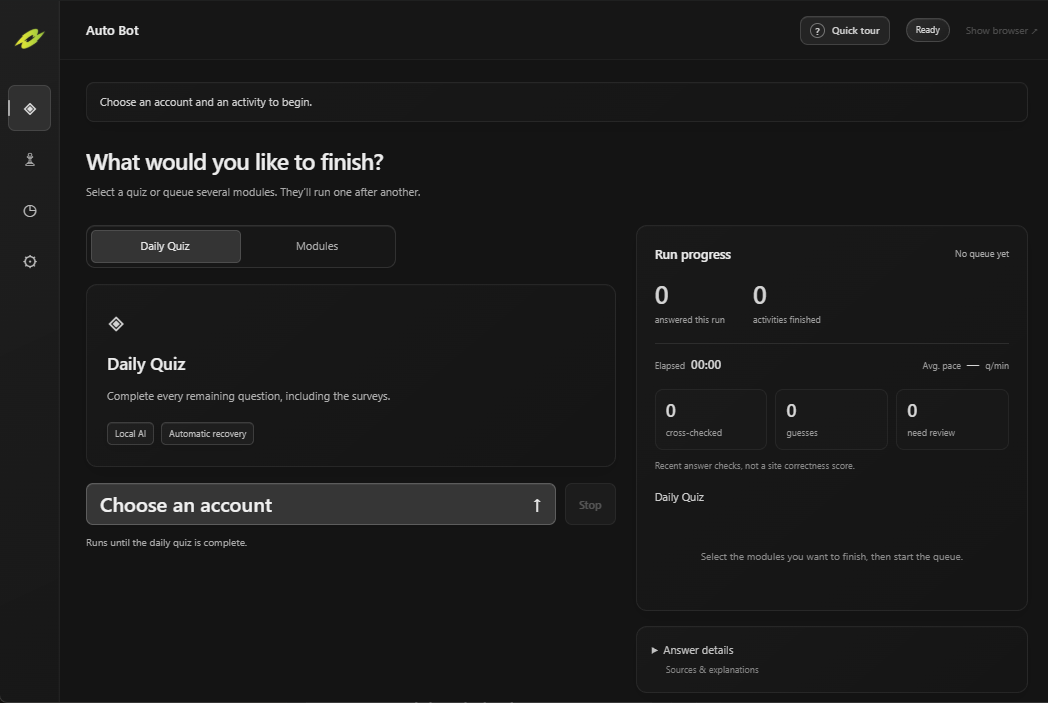 Auto Bot
? Quick tour
Ready
Show browser ↗
Choose an account and an activity to begin.
What would you like to finish?
Select a quiz or queue several modules. They'll run one after another.
Daily Quiz
Modules
Daily Quiz
Complete every remaining question, including the surveys.
Local AI
Automatic recovery
Choose an account ↑
Stop
Runs until the daily quiz is complete.
Run progress
No queue yet
0
answered this run
0
activities finished
Elapsed 00:00
Avg. pace — q/min
0
cross-checked
0
guesses
0
need review
Recent answer checks, not a site correctness score.
Daily Quiz
Select the modules you want to finish, then start the queue.
▶ Answer details
Sources & explanations